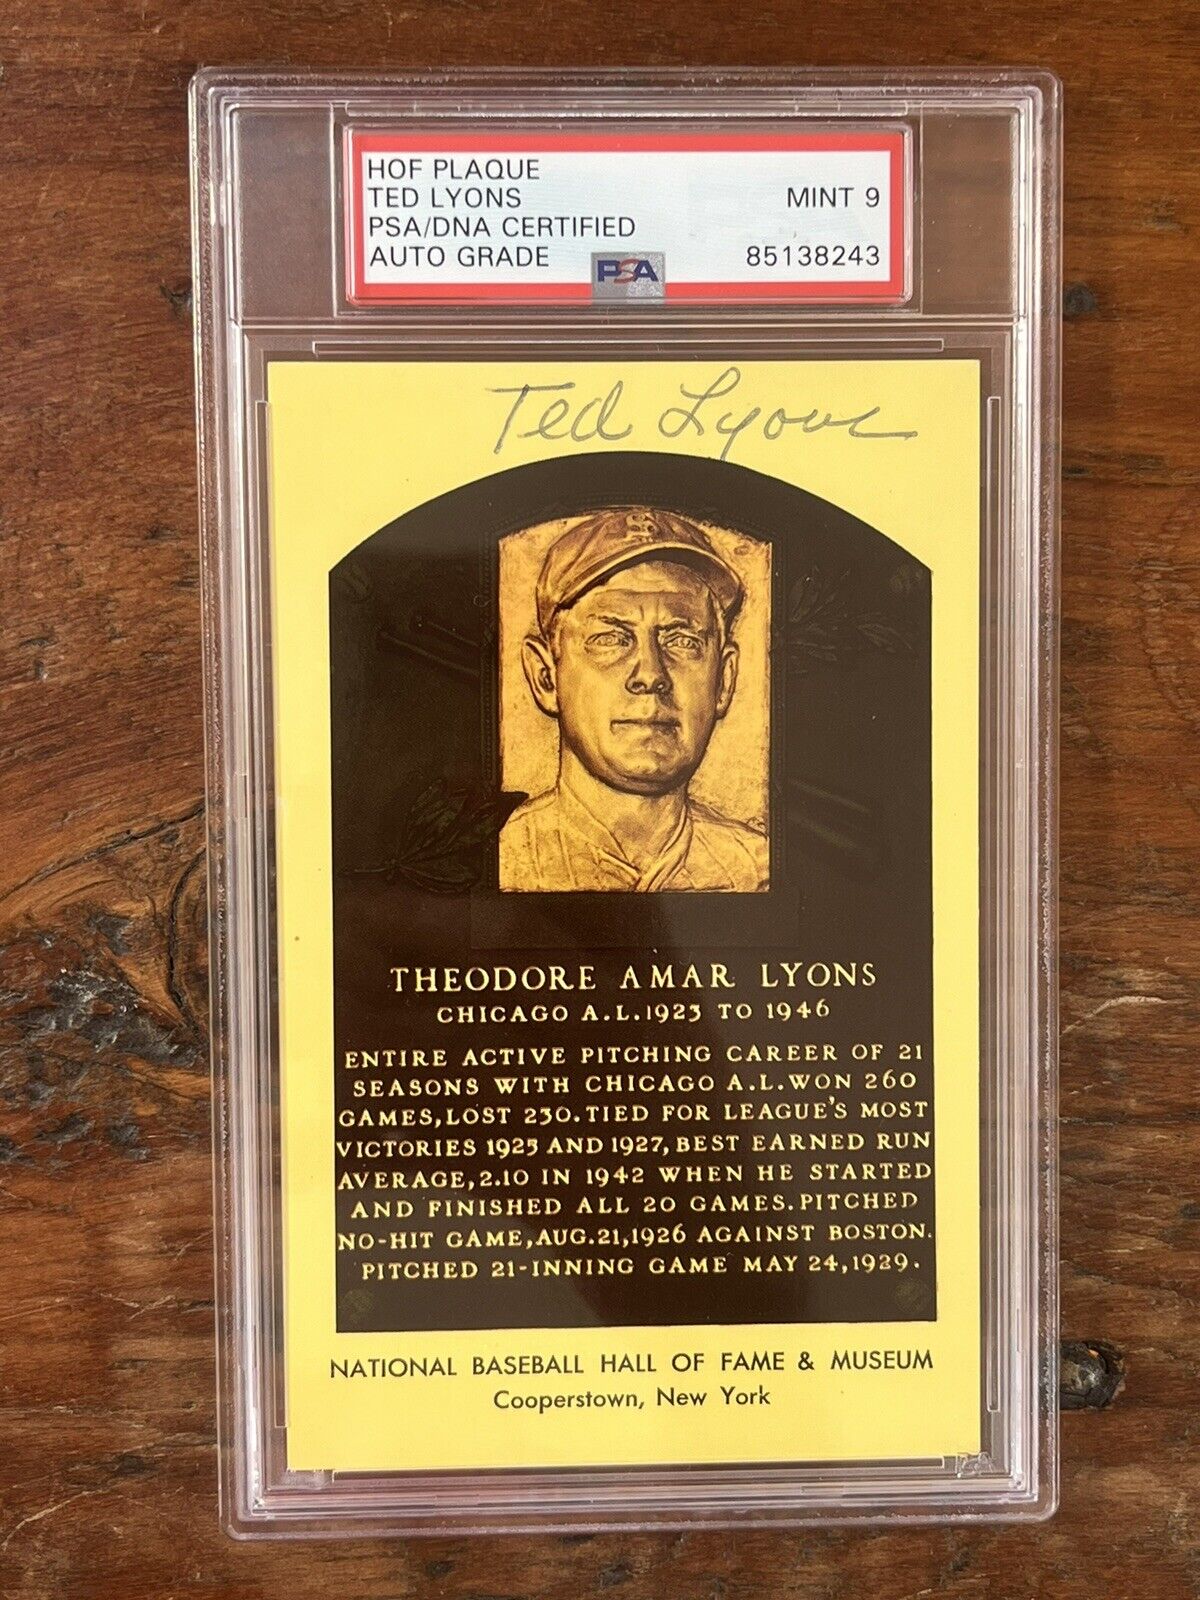 HOF PLAQUE
TED LYONS MINT 9
PSA/DNA CERTIFIED
AUTO GRADE PSA 85138243
Ted Lyons
THEODORE AMAR LYONS
CHICAGO A.L.1923 TO 1946
ENTIRE ACTIVE PITCHING CAREER OF 21
SEASONS WITH CHICAGO A.L.WON 260
GAMES,LOST 230.TIED FOR LEAGUE'S MOST
VICTORIES 1925 AND 1927, BEST EARNED RUN
AVERAGE,2.10 IN 1942 WHEN HE STARTED
AND FINISHED ALL 20 GAMES.PITCHED
NO-HIT GAME,AUG.21,1926 AGAINST BOSTON.
PITCHED 21-INNING GAME MAY 24,1929.
NATIONAL BASEBALL HALL OF FAME & MUSEUM
Cooperstown, New York
PSA